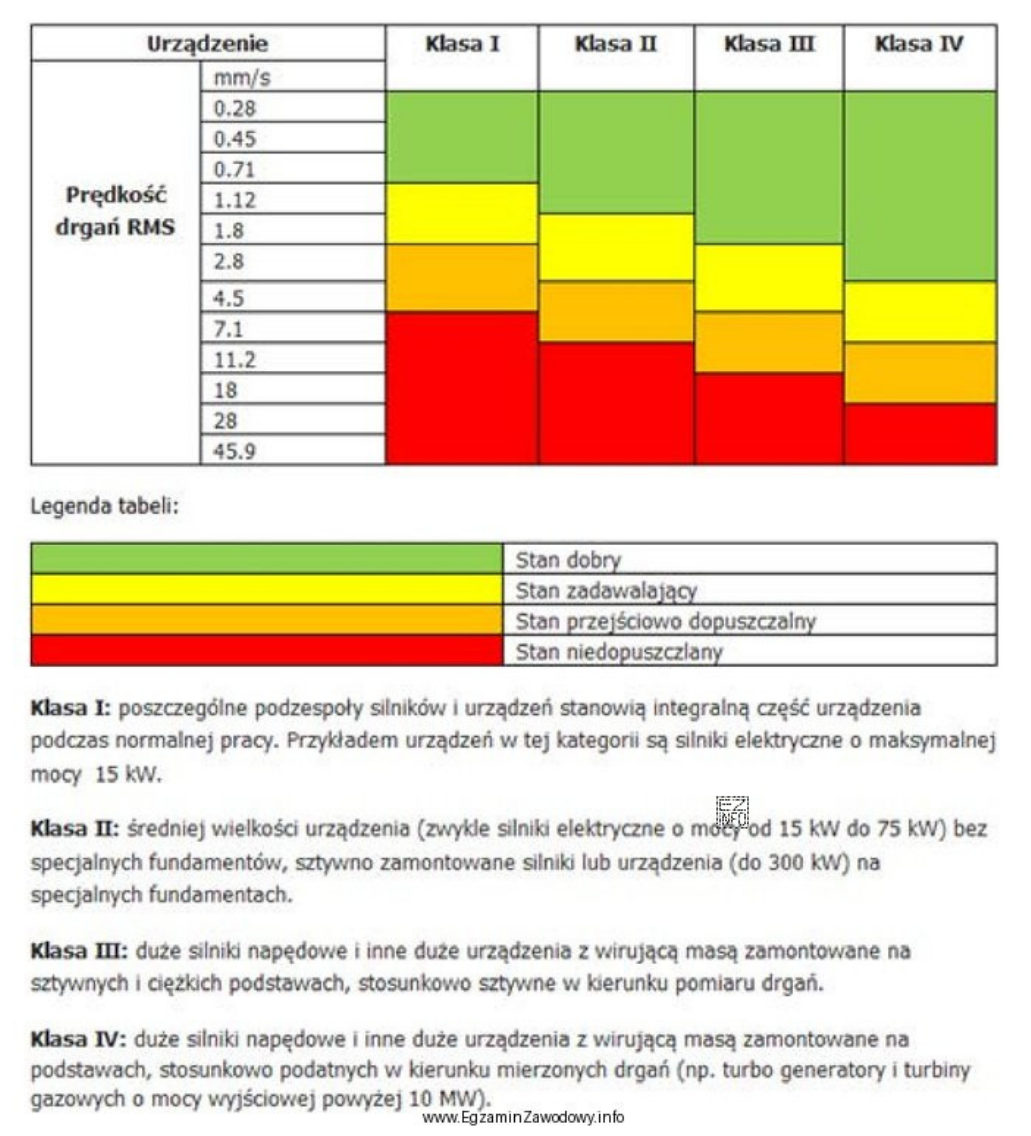 Urządzenie Klasa I Klasa II Klasa III Klasa IV
mm/s
0.28
0.45
0.71
Prędkość drgań RMS
1.12
1.8
2.8
4.5
7.1
11.2
18
28
45.9
Legenda tabeli:
Stan dobry
Stan zadawalający
Stan przejściowo dopuszczalny
Stan niedopuszczlany
Klasa I: poszczególne podzespoły silników i urządzeń stanowią integralną część urządzenia
podczas normalnej pracy. Przykładem urządzeń w tej kategorii są silniki elektryczne o maksymalnej
mocy 15 kW.
EZ
INFO
Klasa II: średniej wielkości urządzenia (zwykle silniki elektryczne o mocy od 15 kW do 75 kW) bez
specjalnych fundamentów, sztywno zamontowane silniki lub urządzenia (do 300 kW) na
specjalnych fundamentach.
Klasa III: duże silniki napędowe i inne duże urządzenia z wirującą masą zamontowane na
sztywnych i ciężkich podstawach, stosunkowo sztywne w kierunku pomiaru drgań.
Klasa IV: duże silniki napędowe i inne duże urządzenia z wirującą masą zamontowane na
podstawach, stosunkowo podatnych w kierunku mierzonych drgań (np. turbo generatory i turbiny
gazowych o mocy wyjściowej powyżej 10 MW).
www.EgzaminZawodowy.info